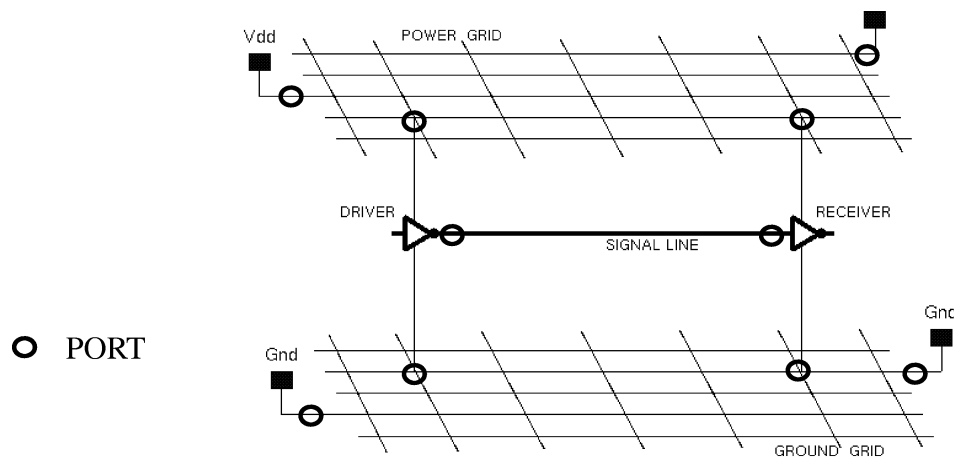 Vdd
POWER GRID
DRIVER
RECEIVER
SIGNAL LINE
PORT
Gnd
Gnd
GROUND GRID